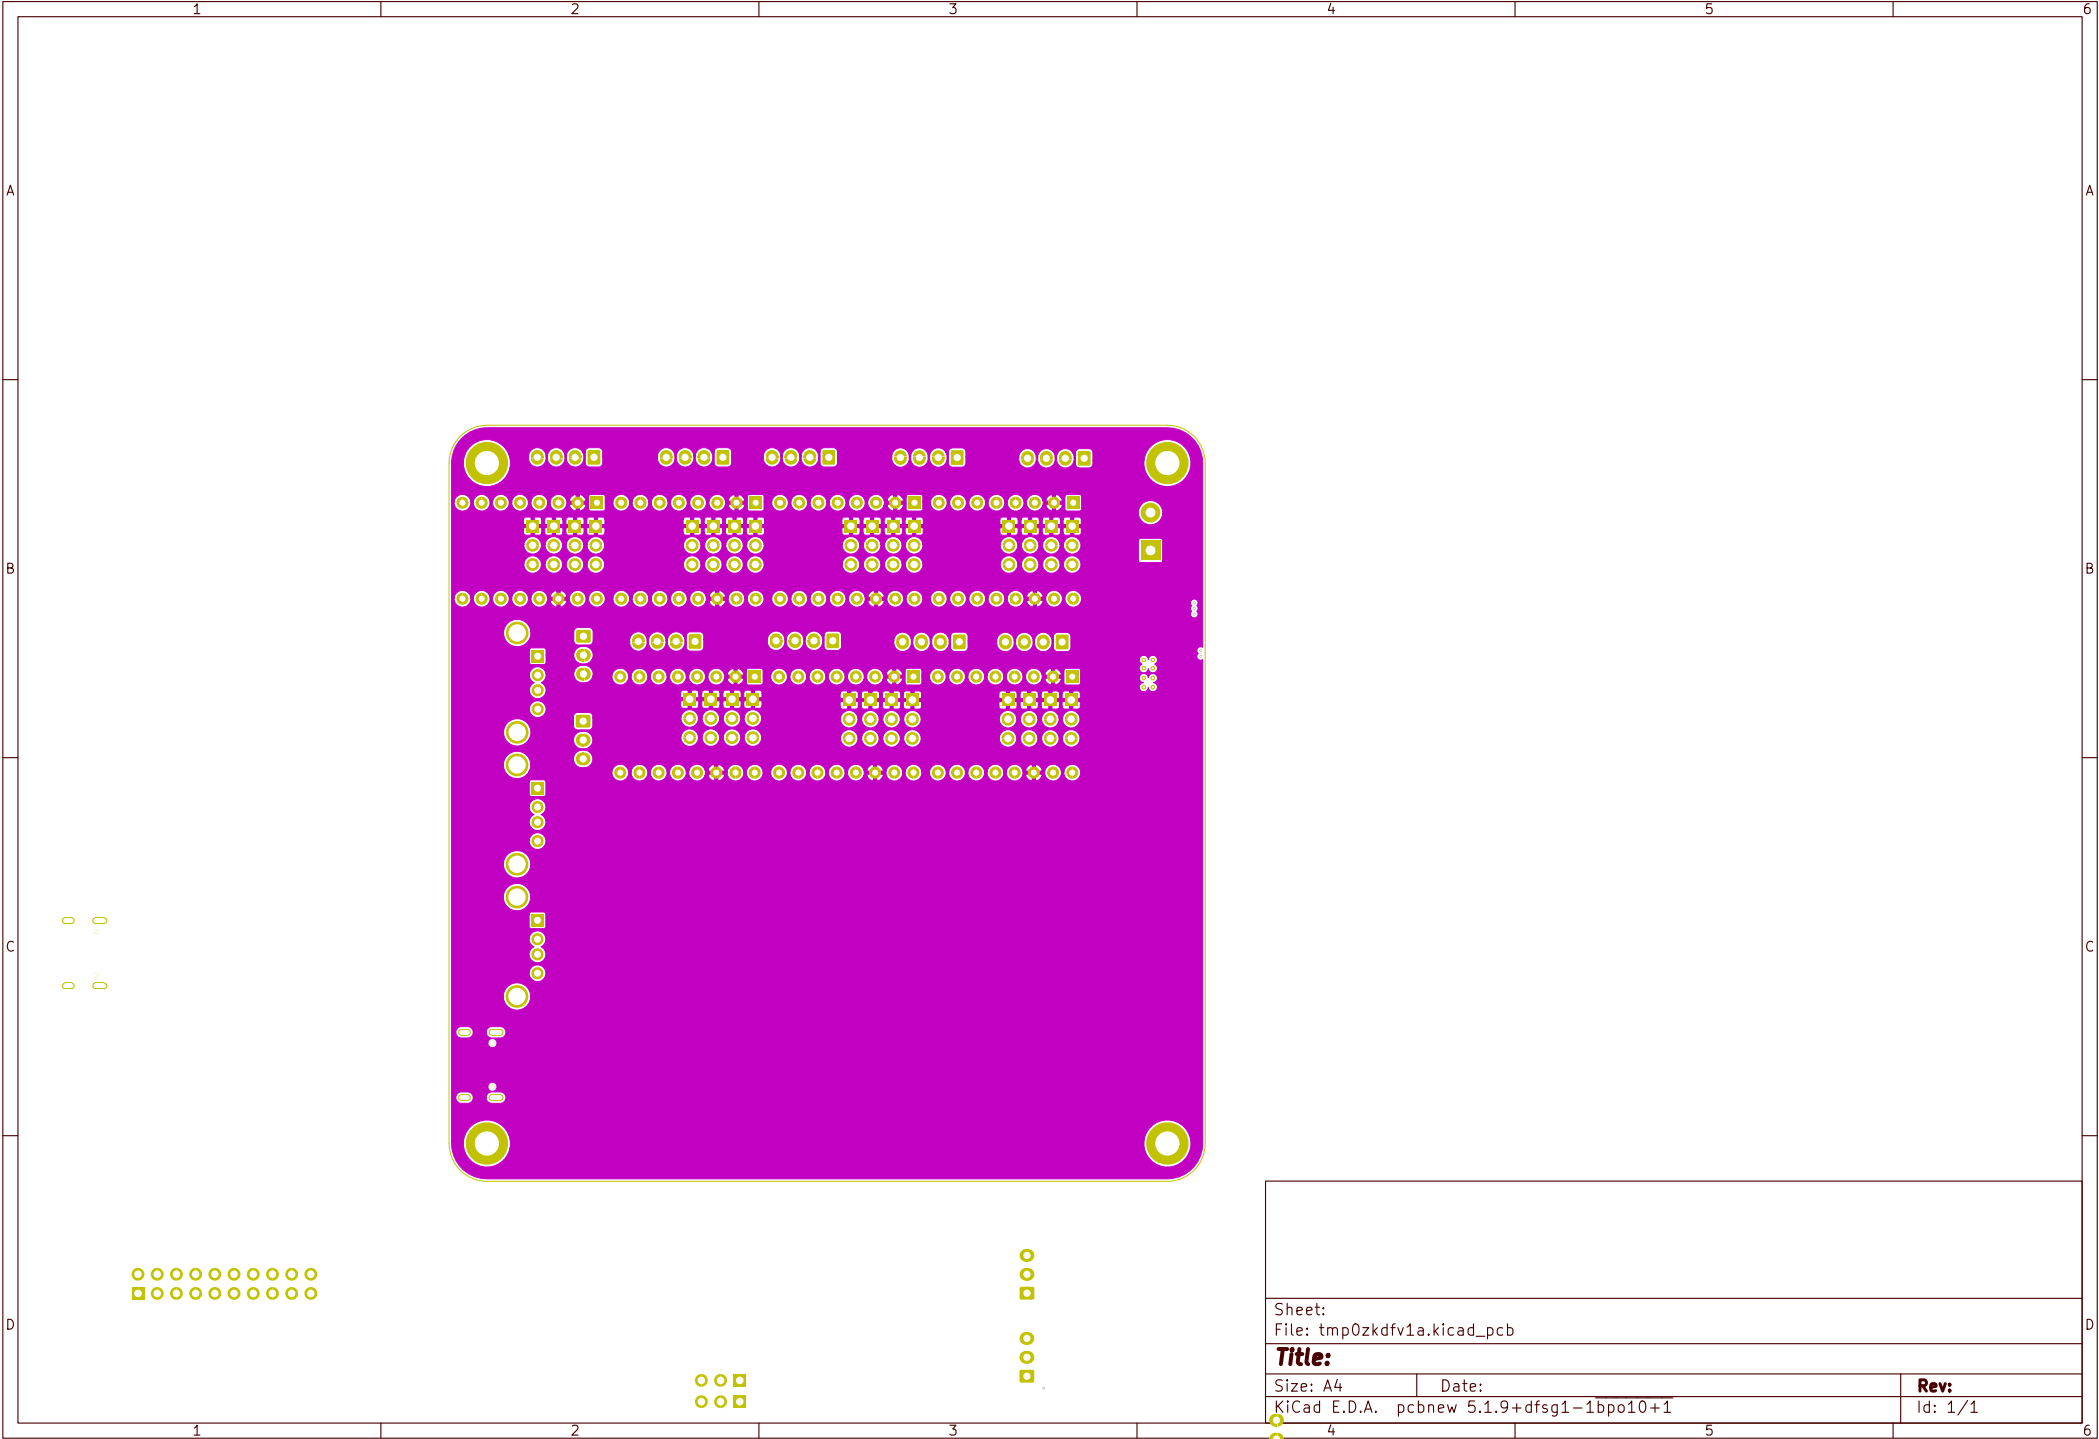 1 2 3 4 5 6
A A
B B
C C
D D
Sheet:
File: tmp0zkdfv1a.kicad_pcb
Title:
Size: A4 Date: Rev:
KiCad E.D.A. pcbnew 5.1.9+dfsg1-1bpo10+1 Id: 1/1
1 2 3 4 5 6